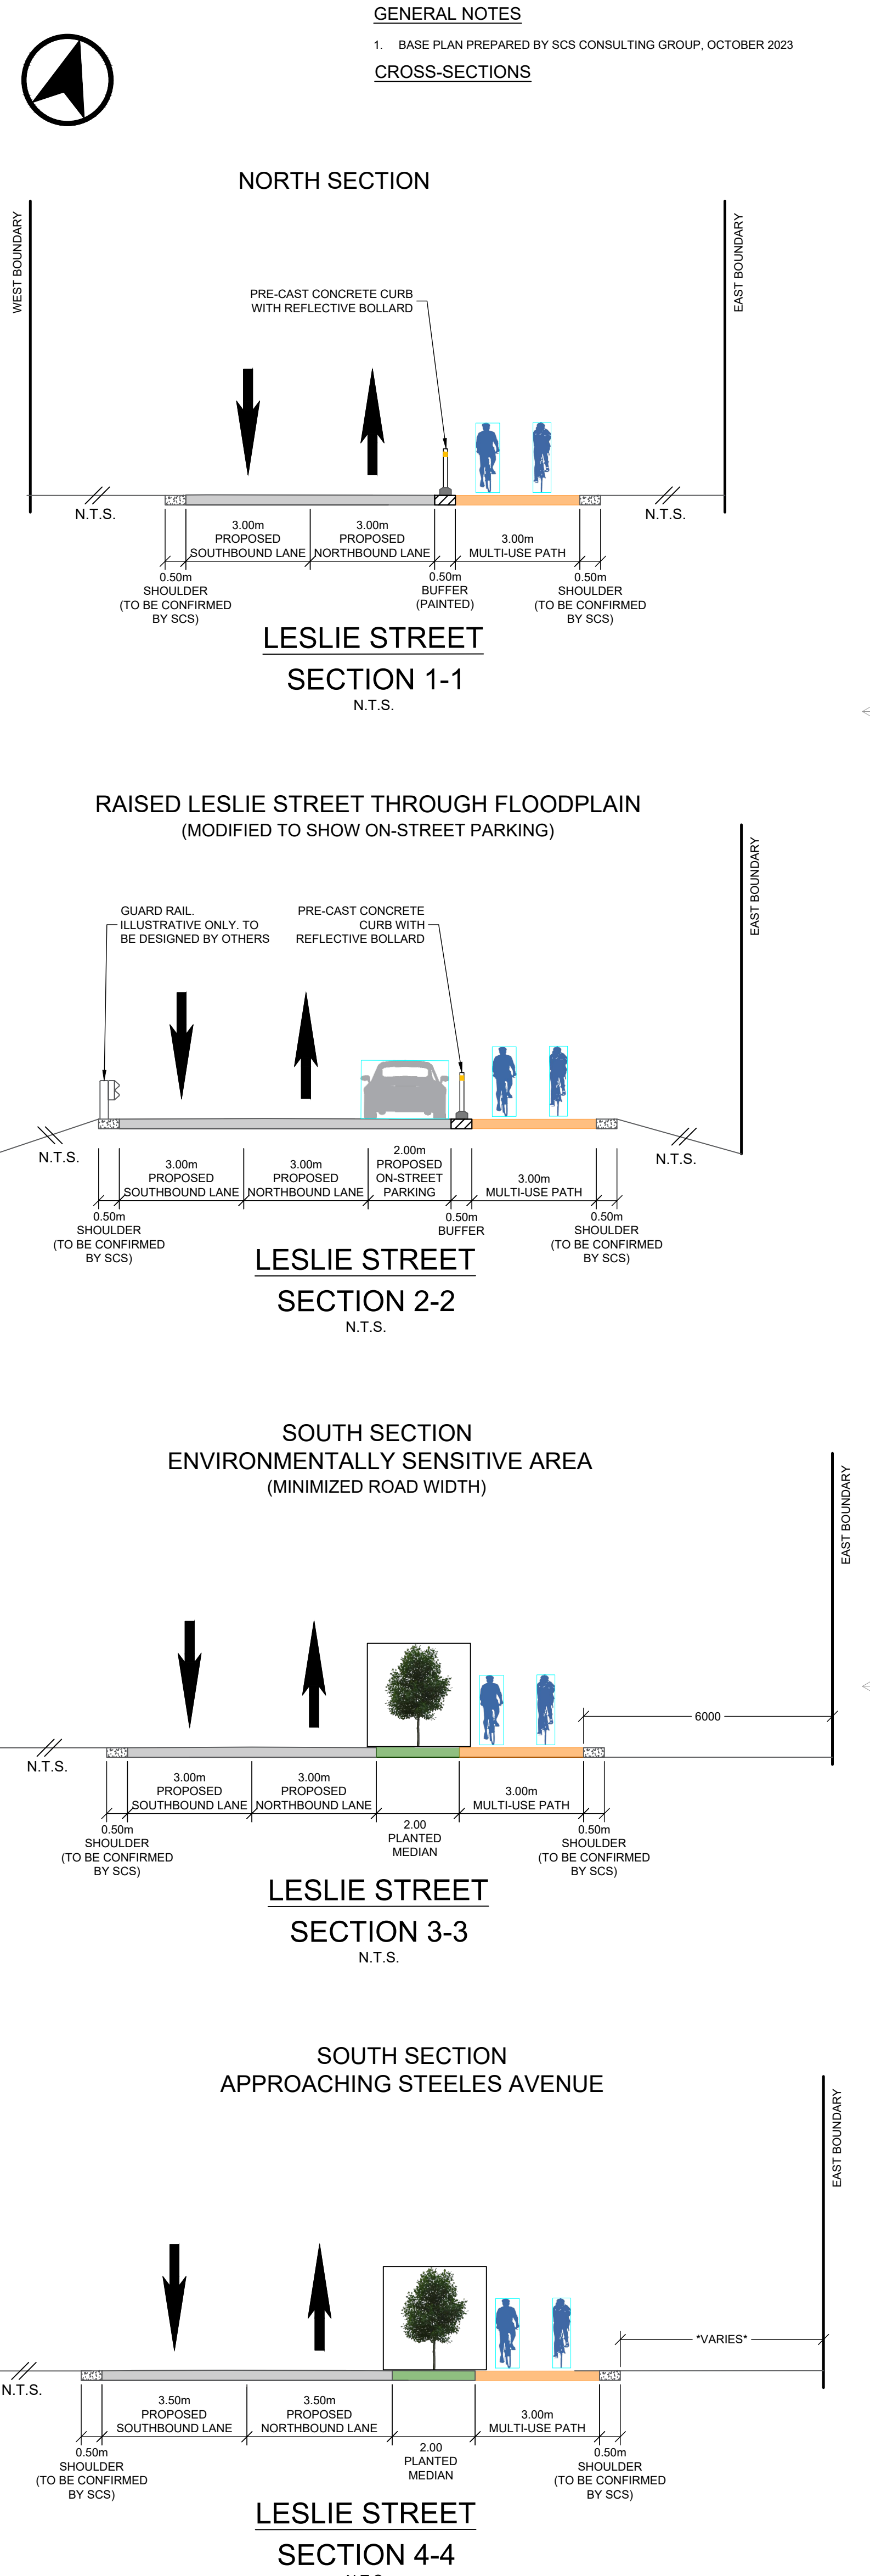 GENERAL NOTES
1. BASE PLAN PREPARED BY SCS CONSULTING GROUP, OCTOBER 2023
CROSS-SECTIONS
NORTH SECTION
WEST BOUNDARY
EAST BOUNDARY
PRE-CAST CONCRETE CURB
WITH REFLECTIVE BOLLARD
N.T.S.
N.T.S.
3.00m
PROPOSED
SOUTHBOUND LANE
3.00m
PROPOSED
NORTHBOUND LANE
3.00m
MULTI-USE PATH
0.50m
SHOULDER
(TO BE CONFIRMED
BY SCS)
0.50m
BUFFER
(PAINTED)
0.50m
SHOULDER
(TO BE CONFIRMED
BY SCS)
LESLIE STREET
SECTION 1-1
N.T.S.
RAISED LESLIE STREET THROUGH FLOODPLAIN
(MODIFIED TO SHOW ON-STREET PARKING)
EAST BOUNDARY
GUARD RAIL.
ILLUSTRATIVE ONLY. TO
BE DESIGNED BY OTHERS
PRE-CAST CONCRETE
CURB WITH
REFLECTIVE BOLLARD
N.T.S.
N.T.S.
3.00m
PROPOSED
SOUTHBOUND LANE
3.00m
PROPOSED
NORTHBOUND LANE
2.00m
PROPOSED
ON-STREET
PARKING
3.00m
MULTI-USE PATH
0.50m
SHOULDER
(TO BE CONFIRMED
BY SCS)
0.50m
BUFFER
0.50m
SHOULDER
(TO BE CONFIRMED
BY SCS)
LESLIE STREET
SECTION 2-2
N.T.S.
SOUTH SECTION
ENVIRONMENTALLY SENSITIVE AREA
(MINIMIZED ROAD WIDTH)
EAST BOUNDARY
6000
N.T.S.
3.00m
PROPOSED
SOUTHBOUND LANE
3.00m
PROPOSED
NORTHBOUND LANE
3.00m
MULTI-USE PATH
0.50m
SHOULDER
(TO BE CONFIRMED
BY SCS)
2.00
PLANTED
MEDIAN
0.50m
SHOULDER
(TO BE CONFIRMED
BY SCS)
LESLIE STREET
SECTION 3-3
N.T.S.
SOUTH SECTION
APPROACHING STEELES AVENUE
EAST BOUNDARY
*VARIES*
N.T.S.
3.50m
PROPOSED
SOUTHBOUND LANE
3.50m
PROPOSED
NORTHBOUND LANE
3.00m
MULTI-USE PATH
0.50m
SHOULDER
(TO BE CONFIRMED
BY SCS)
2.00
PLANTED
MEDIAN
0.50m
SHOULDER
(TO BE CONFIRMED
BY SCS)
LESLIE STREET
SECTION 4-4